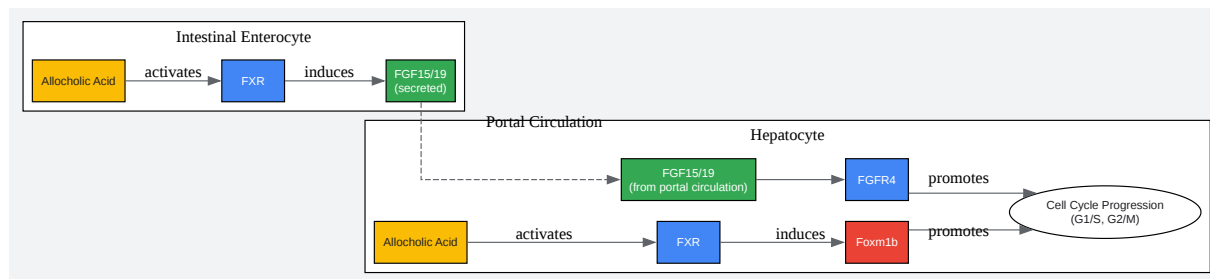 Intestinal Enterocyte
Allocholic Acid
activates
FXR
induces
FGF15/19
(secreted)
Portal Circulation
Hepatocyte
FGF15/19
(from portal circulation)
FGFR4
promotes
Cell Cycle Progression
(G1/S, G2/M)
Allocholic Acid
activates
FXR
induces
Foxm1b
promotes